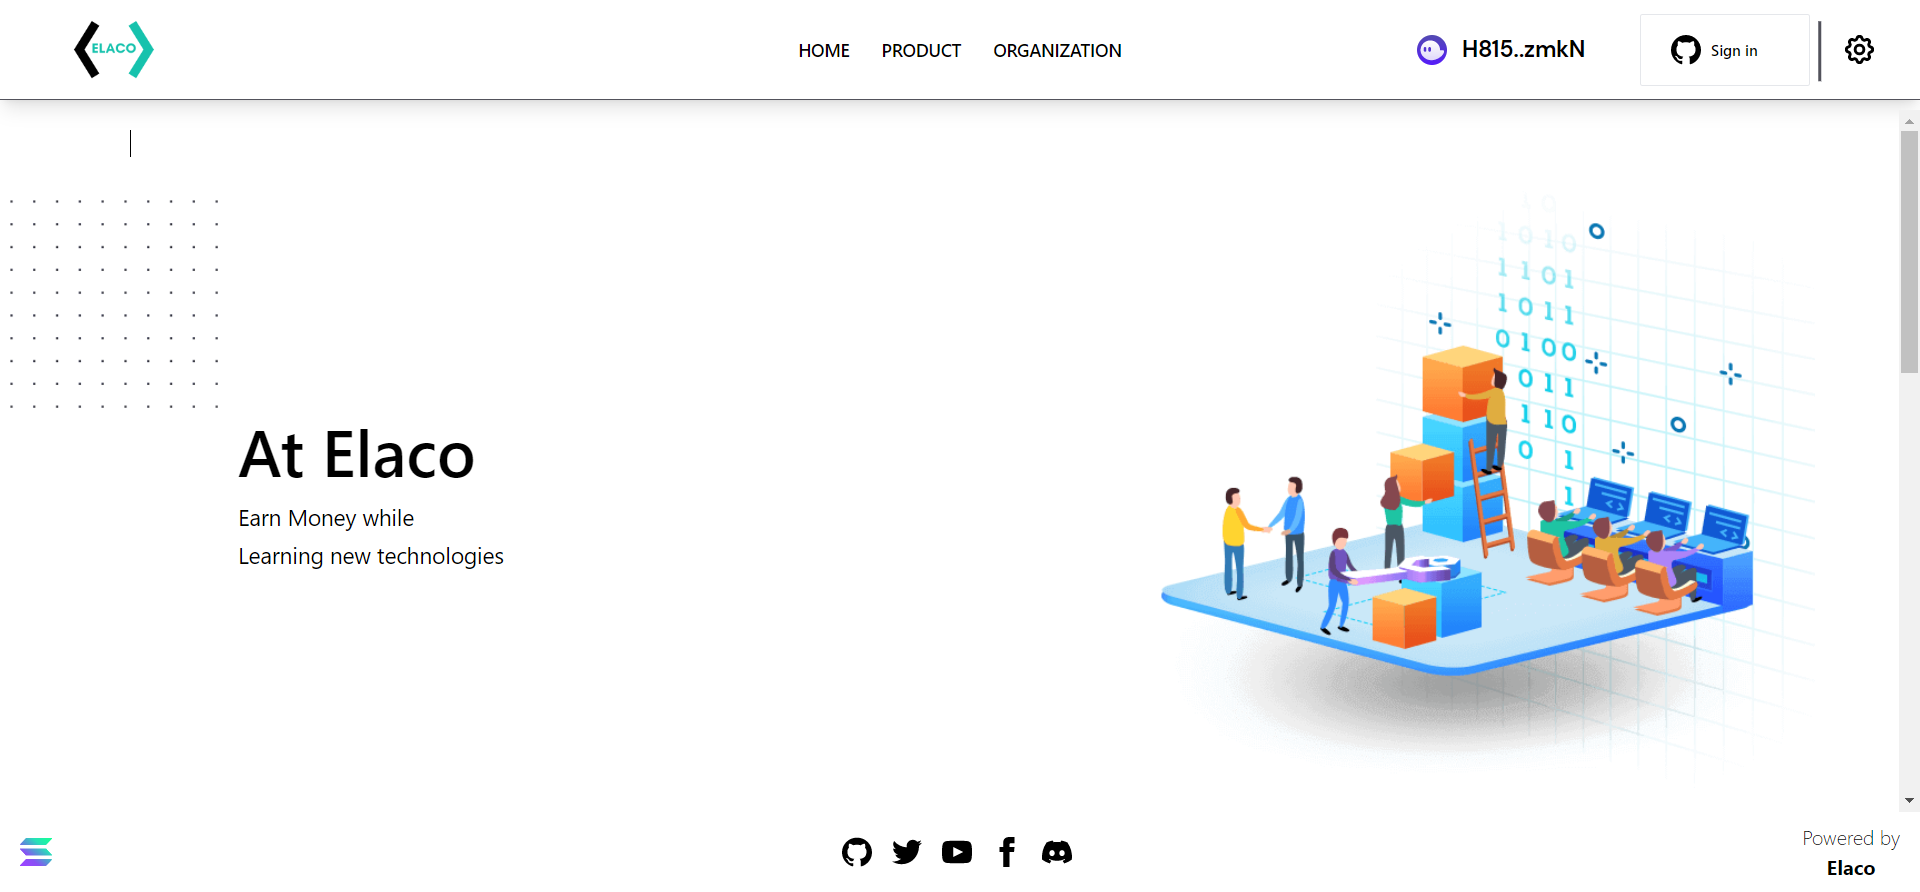 ELACO
HOME PRODUCT ORGANIZATION
H815..zmkN
Sign in
1 0
1 0 1 0
1 1 0 1
1 0 1 1
0 1 0 0
0 1 1
1 1 0
0 1
1
At Elaco
Earn Money while
Learning new technologies
Powered by
Elaco